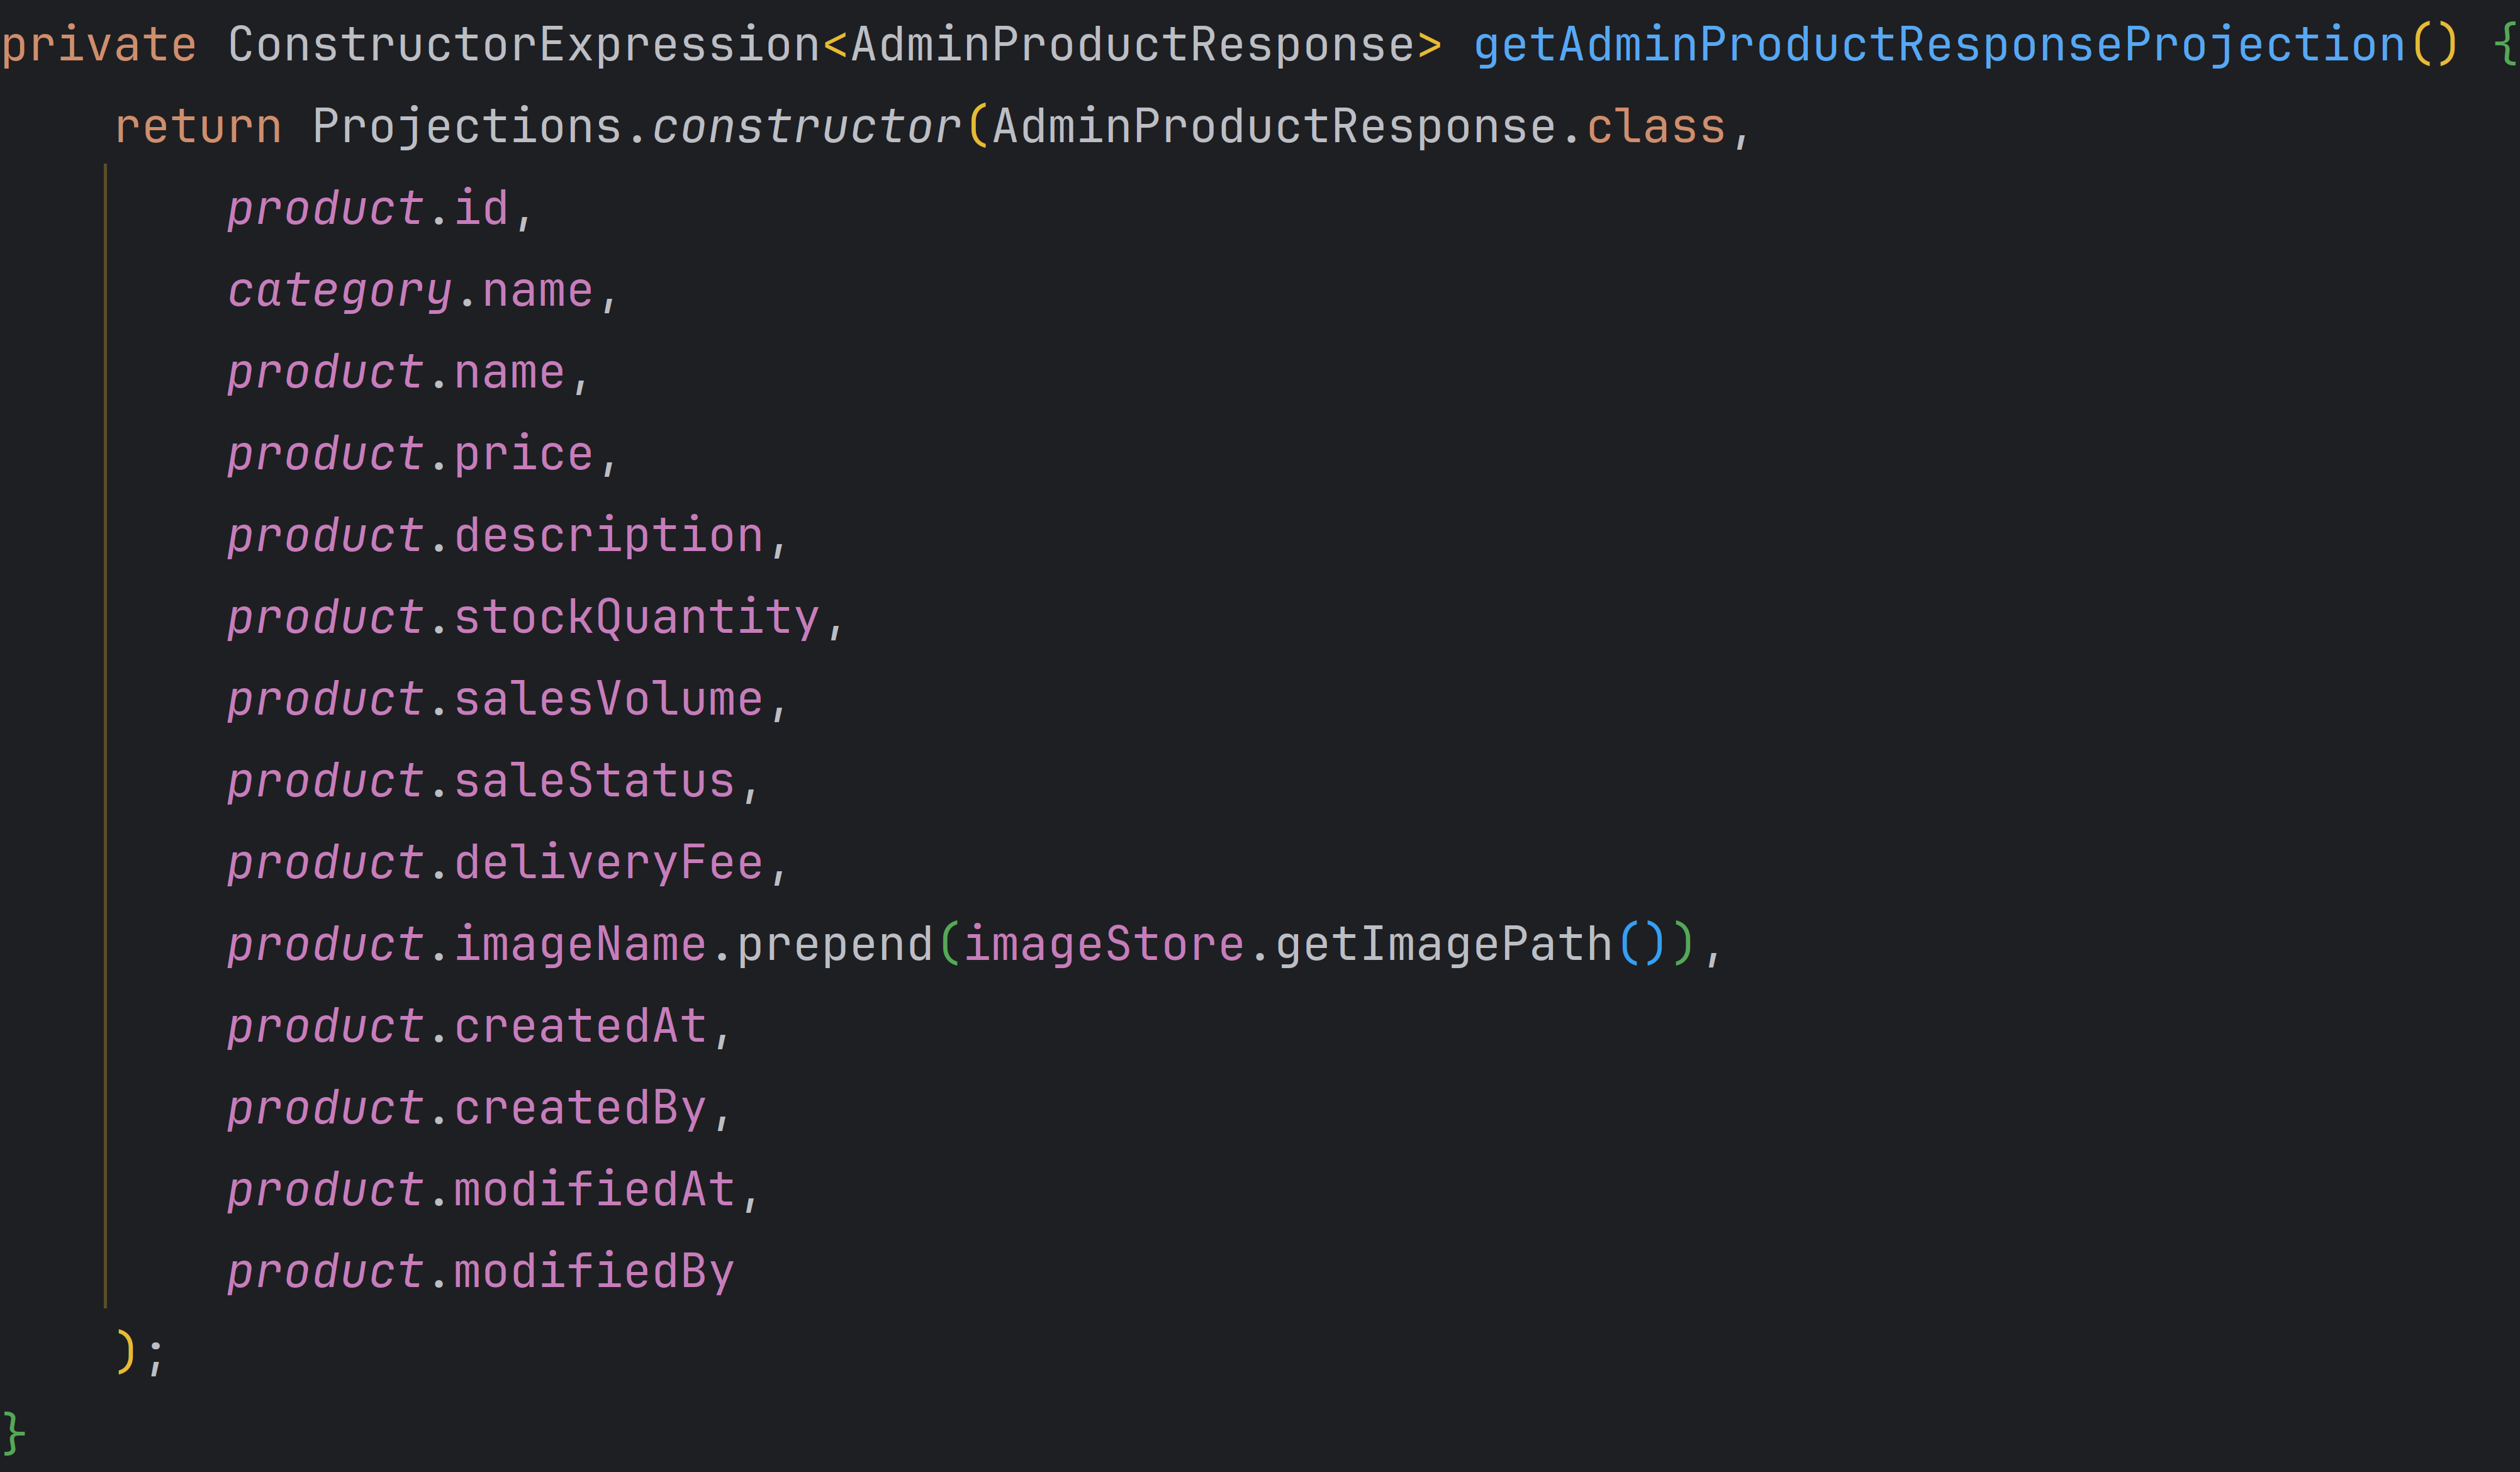 private ConstructorExpression<AdminProductResponse> getAdminProductResponseProjection() {
    return Projections.constructor(AdminProductResponse.class,
        product.id,
        category.name,
        product.name,
        product.price,
        product.description,
        product.stockQuantity,
        product.salesVolume,
        product.saleStatus,
        product.deliveryFee,
        product.imageName.prepend(imageStore.getImagePath()),
        product.createdAt,
        product.createdBy,
        product.modifiedAt,
        product.modifiedBy
    );
}